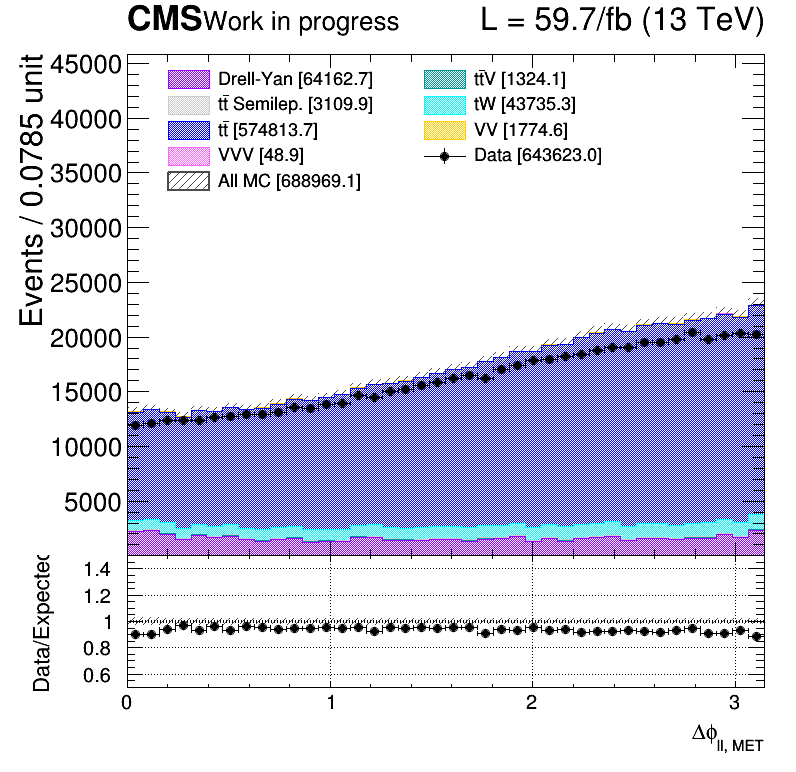 CMS Work in progress L = 59.7/fb (13 TeV)
Events / 0.0785 unit
45000
40000
35000
30000
25000
20000
15000
10000
5000
Drell-Yan [64162.7]
tt̄ Semilep. [3109.9]
tt̄ [574813.7]
VVV [48.9]
All MC [688969.1]
tt̄V [1324.1]
tW [43735.3]
VV [1774.6]
Data [643623.0]
Data/Expected
1.4
1.2
1
0.8
0.6
0 1 2 3
Δϕll, MET